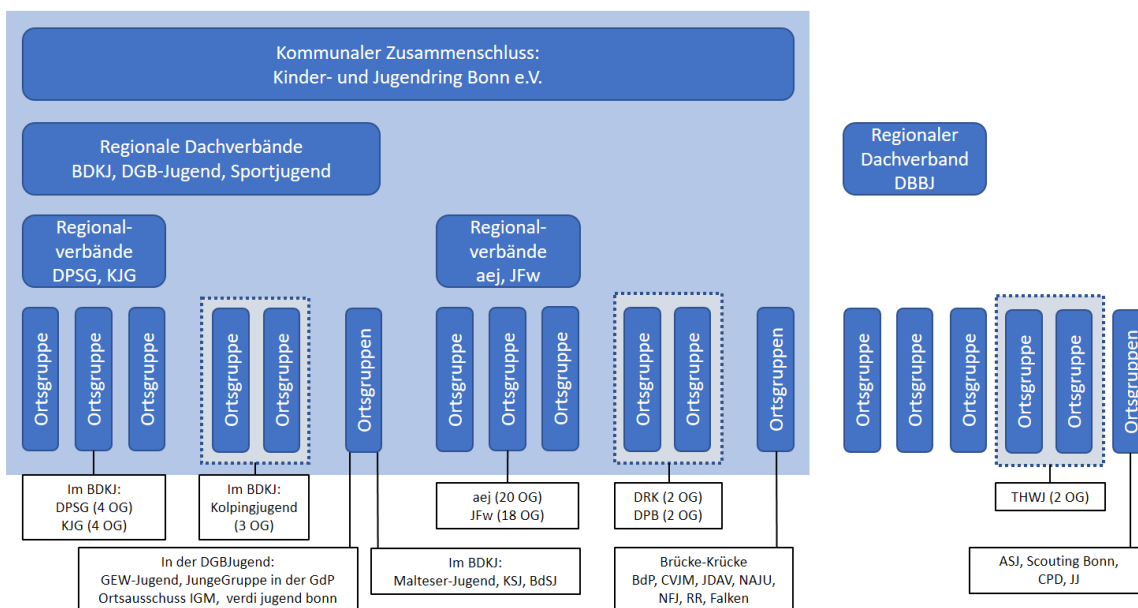 Kommunaler Zusammenschluss:
Kinder- und Jugendring Bonn e.V.
Regionale Dachverbände
BDKJ, DGB-Jugend, Sportjugend
Regionaler
Dachverband
DBBJ
Regional-
verbände
DPSG, KJG
Regional-
verbände
aej, JFw
Ortsgruppe
Ortsgruppe
Ortsgruppe
Ortsgruppe
Ortsgruppe
Ortsgruppen
Ortsgruppe
Ortsgruppe
Ortsgruppe
Ortsgruppe
Ortsgruppe
Ortsgruppen
Ortsgruppe
Ortsgruppe
Ortsgruppe
Ortsgruppe
Ortsgruppe
Ortsgruppen
Im BDKJ:
DPSG (4 OG)
KJG (4 OG)
Im BDKJ:
Kolpingjugend
(3 OG)
aej (20 OG)
JFw (18 OG)
DRK (2 OG)
DPB (2 OG)
THWJ (2 OG)
In der DGBJugend:
GEW-Jugend, JungeGruppe in der GdP
Ortsausschuss IGM, verdi jugend bonn
Im BDKJ:
Malteser-Jugend, KSJ, BdSJ
Brücke-Krücke
BdP, CVJM, JDAV, NAJU,
NFJ, RR, Falken
ASJ, Scouting Bonn,
CPD, JJ